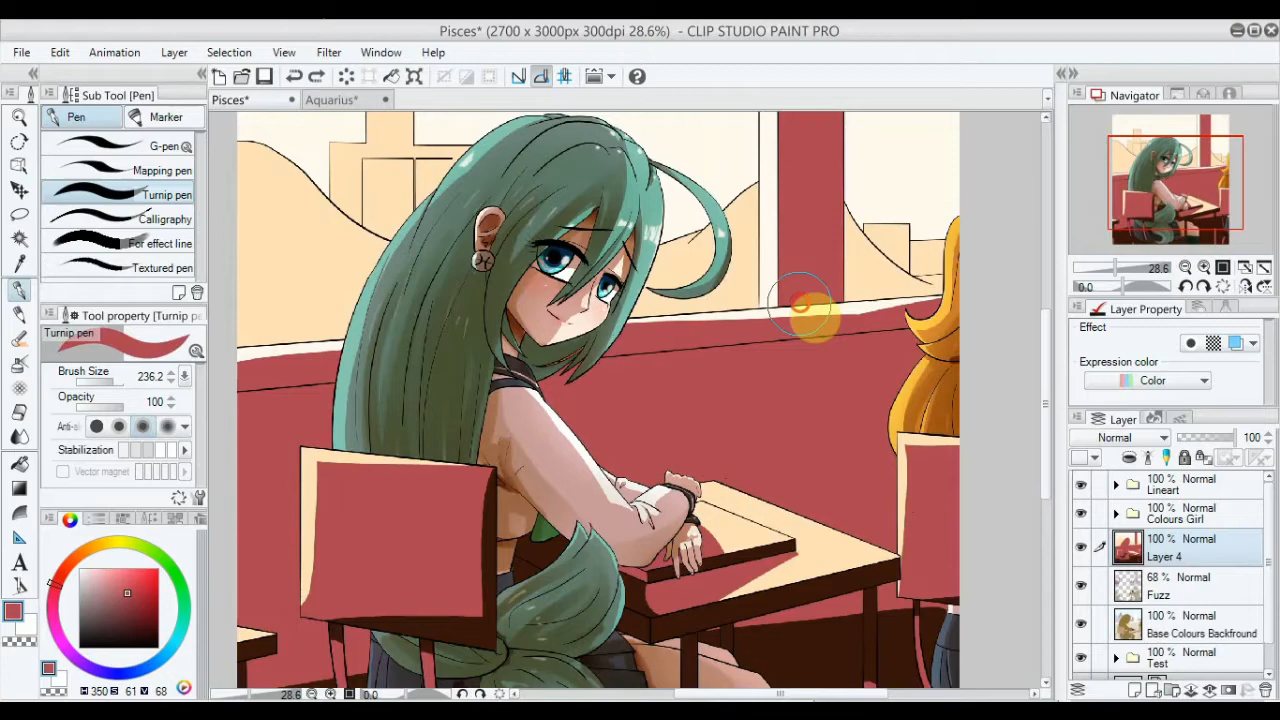 Pisces* (2700 x 3000px 300dpi 28.6%) - CLIP STUDIO PAINT PRO
File Edit Animation Layer Selection View Filter Window Help
Sub Tool [Pen]
Pen Marker
G-pen
Mapping pen
Turnip pen
Calligraphy
For effect line
Textured pen
Tool property [Turnip pe
Turnip pen
Brush Size 236.2
Opacity 100
Anti-a
Stabilization
Vector magnet
H 350 S 61 V 68
Pisces* Aquarius*
28.6 0.0
Navigator
28.6
0.0
Layer Property
Effect
Expression color
Color
Layer
Normal 100
100 % Normal
Lineart
100 % Normal
Colours Girl
100 % Normal
Layer 4
68 % Normal
Fuzz
100 % Normal
Base Colours Backfround
100 % Normal
Test